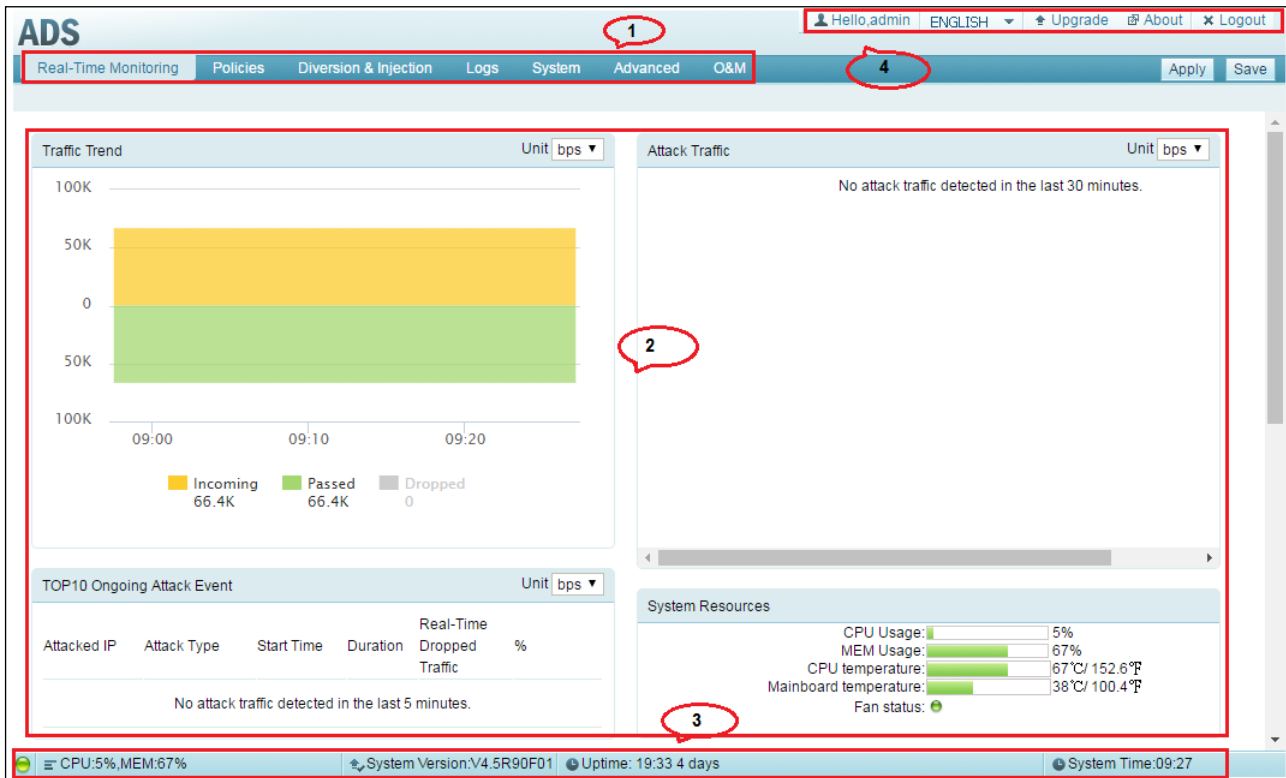 ADS
Hello,admin ENGLISH Upgrade About Logout
1
Real-Time Monitoring Policies Diversion & Injection Logs System Advanced O&M
4
Apply Save
Traffic Trend Unit bps
100K
50K
0
50K
100K
09:00 09:10 09:20
Incoming Passed Dropped
66.4K 66.4K 0
Attack Traffic Unit bps
No attack traffic detected in the last 30 minutes.
2
TOP10 Ongoing Attack Event Unit bps
Attacked IP Attack Type Start Time Duration Real-Time Dropped Traffic %
No attack traffic detected in the last 5 minutes.
System Resources
CPU Usage: 5%
MEM Usage: 67%
CPU temperature: 67℃/ 152.6℉
Mainboard temperature: 38℃/ 100.4℉
Fan status:
3
CPU:5%,MEM:67% System Version:V4.5R90F01 Uptime: 19:33 4 days System Time:09:27